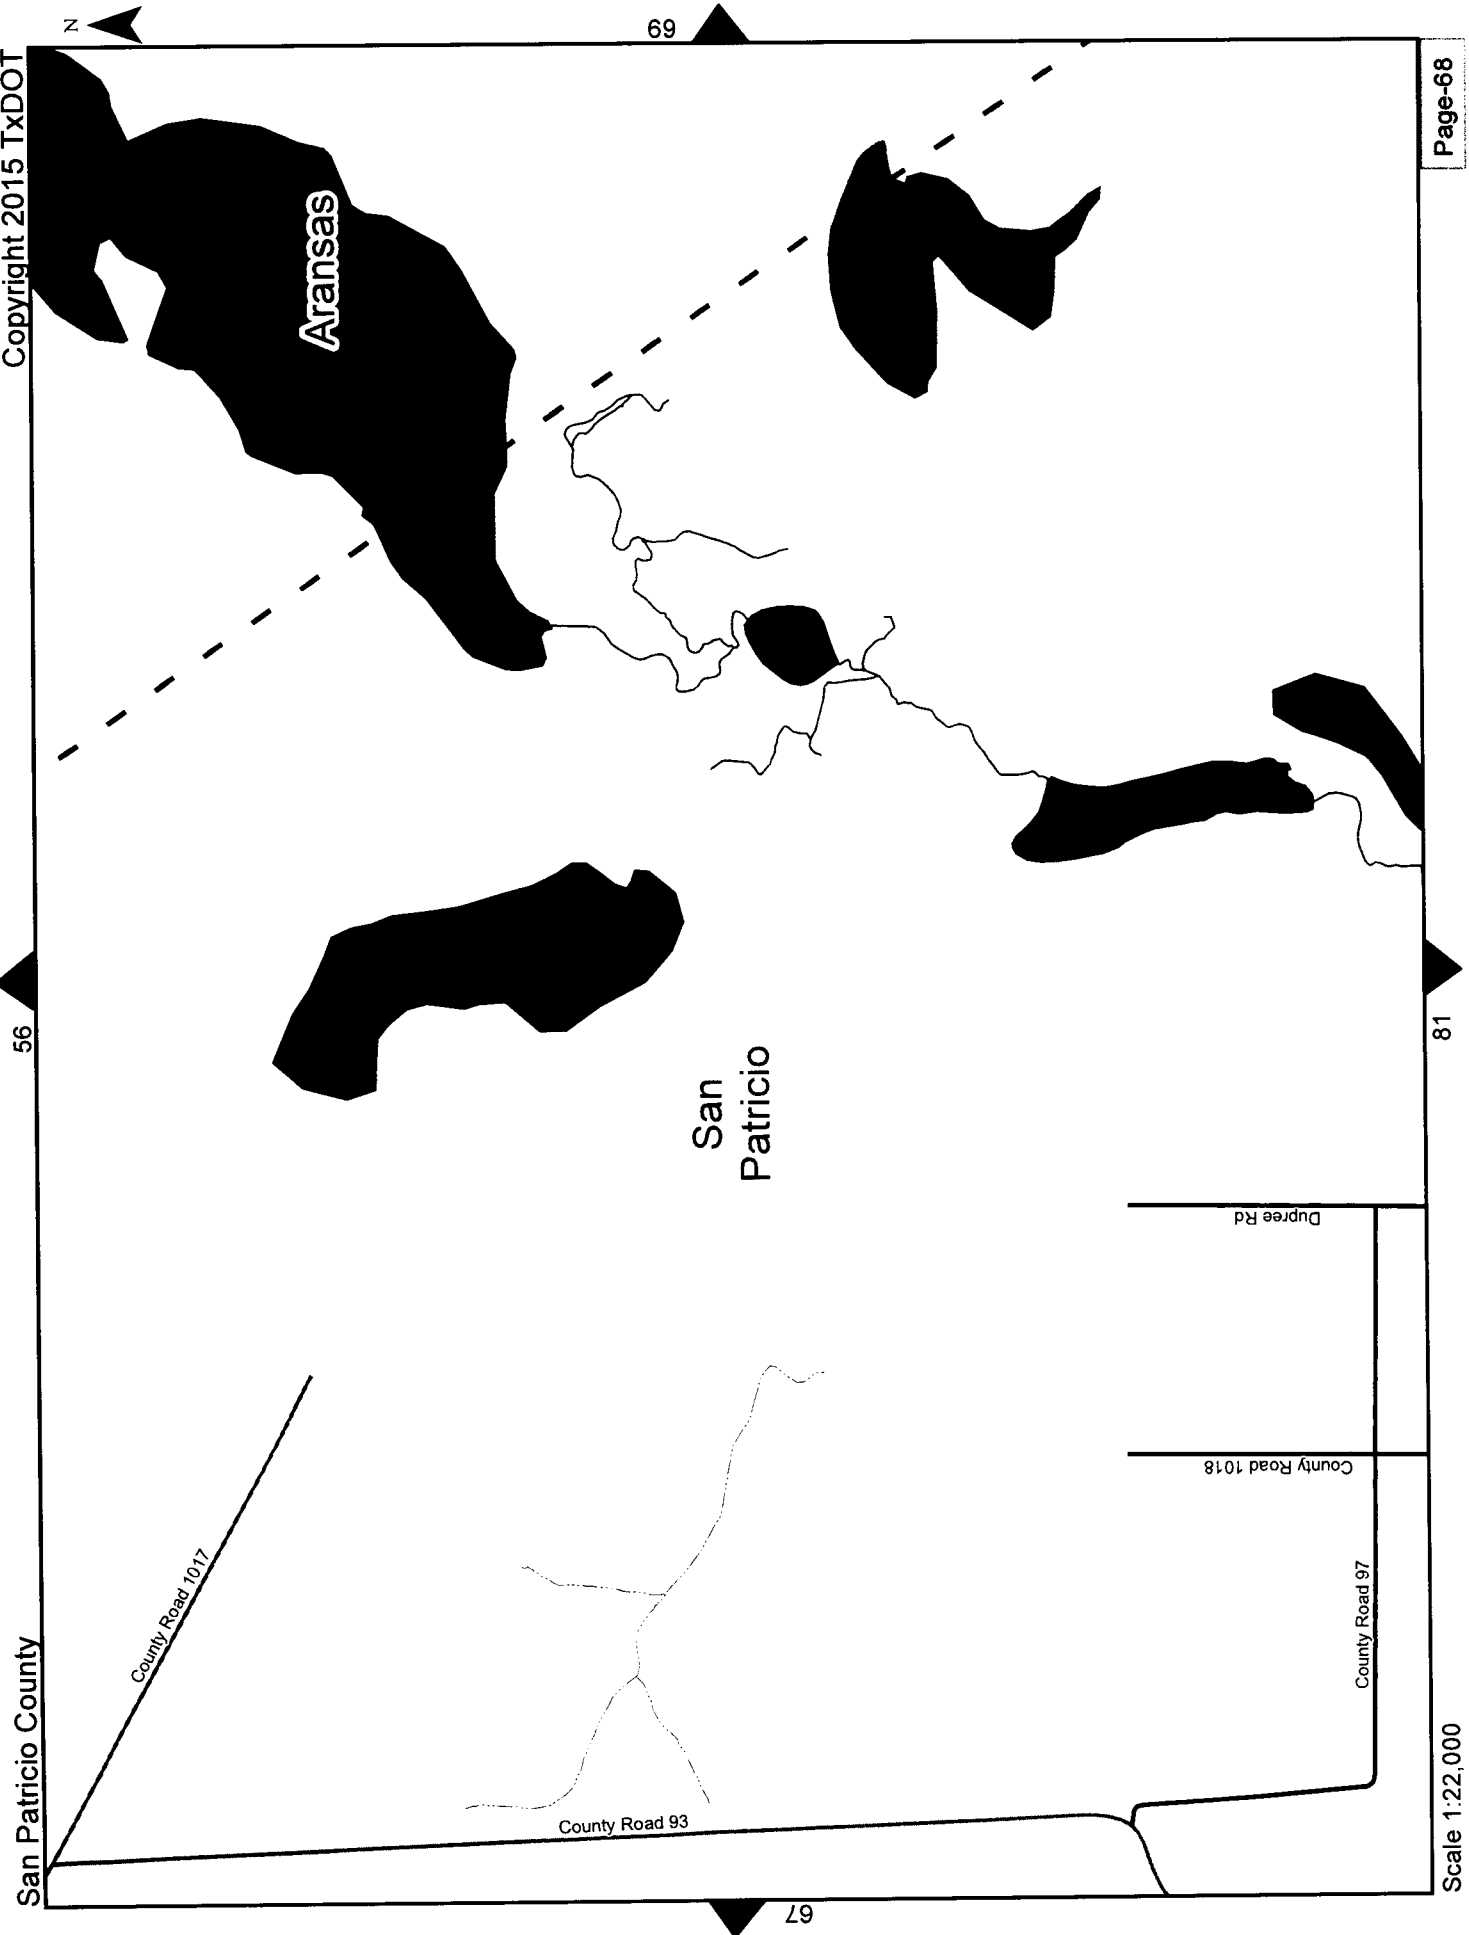 San Patricio County
Copyright 2015 TxDOT
N
56
69
Aransas
County Road 1017
San
Patricio
County Road 93
Dupree Rd
County Road 1018
County Road 97
67
81
Scale 1:22,000
Page-68